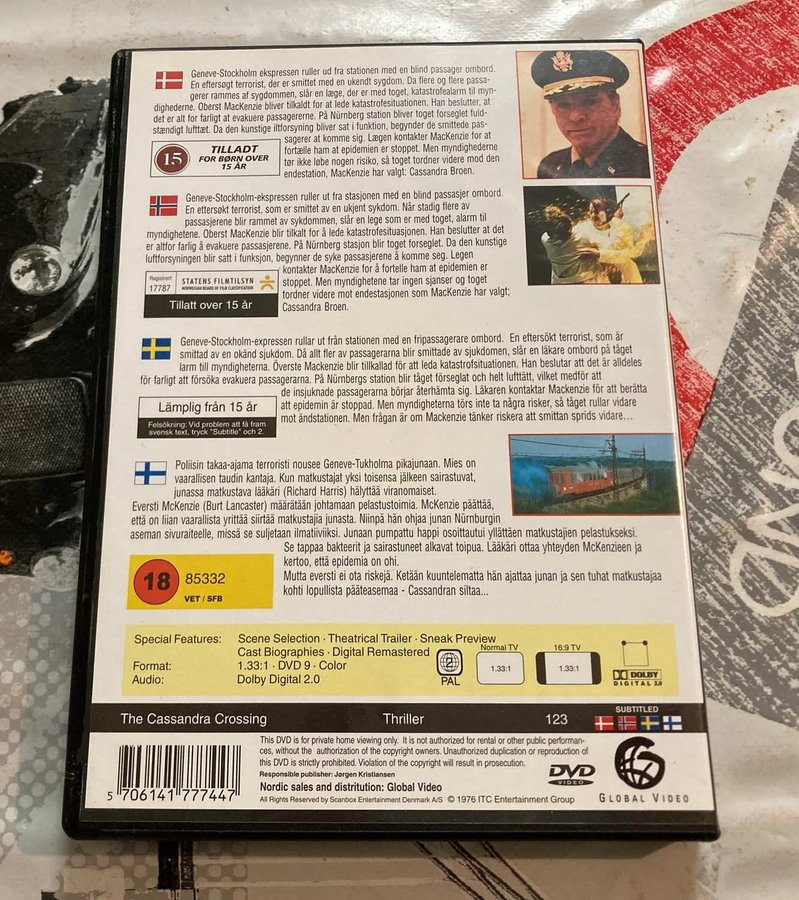 Geneve-Stockholm ekspressen ruller ud fra stationen med en blind passager ombord.
En eftersøgt terrorist, der er smittet med en ukendt sygdom. Da flere og flere passa-
gerer rammes af sygdommen, slår en læge, der er med toget, katastrofealarm til myn-
dighederne. Oberst MacKenzie bliver tilkaldt for at lede katastrofesituationen. Han beslutter, at
det er alt for farligt at evakuere passagererne. På Nürnberg station bliver toget forseglet fuld-
stændigt lufttæt. Da den kunstige iltforsyning bliver sat i funktion, begynder de smittede pas-
sagerer at komme sig. Lægen kontakter MacKenzie for at
fortælle ham at epidemien er stoppet. Men myndighederne
tør ikke løbe nogen risiko, så toget tordner videre mod den
endestation, MacKenzie har valgt: Cassandra Broen.
15
TILLADT
FOR BØRN OVER
15 ÅR
Geneve-Stockholm-ekspressen ruller ut fra stasjonen med en blind passasjer ombord.
En ettersøkt terrorist, som er smittet av en ukjent sykdom. Når stadig flere av
passasjerene blir rammet av sykdommen, slår en lege som er med toget, alarm til
myndighetene. Oberst MacKenzie blir tilkalt for å lede katastrofesituasjonen. Han beslutter at det
er altfor farlig å evakuere passasjerene. På Nürnberg stasjon blir toget forseglet. Da den kunstige
luftforsyningen blir satt i funksjon, begynner de syke passasjerene å komme seg. Legen
kontakter MacKenzie for å fortelle ham at epidemien er
stoppet. Men myndighetene tar ingen sjanser og toget
tordner videre mot endestasjonen som MacKenzie har valgt;
Cassandra Broen.
Registrert
17787
STATENS FILMTILSYN
NORWEGIAN BOARD OF FILM CLASSIFICATION
Tillatt over 15 år
Geneve-Stockholm-expressen rullar ut från stationen med en fripassagerare ombord. En eftersökt terrorist, som är
smittad av en okänd sjukdom. Då allt fler av passagerarna blir smittade av sjukdomen, slår en läkare ombord på tåget
larm till myndigheterna. Överste Mackenzie blir tillkallad för att leda katastrofsituationen. Han beslutar att det är alldeles
för farligt att försöka evakuera passagerarna. På Nürnbergs station blir tåget förseglat och helt lufttätt, vilket medför att
de insjuknade passagerarna börjar återhämta sig. Läkaren kontaktar Mackenzie för att berätta
att epidemin är stoppad. Men myndigheterna törs inte ta några risker, så tåget rullar vidare
mot ändstationen. Men frågan är om Mackenzie tänker riskera att smittan sprids vidare...
Lämplig från 15 år
Felsökning: Vid problem att få fram
svensk text, tryck "Subtitle" och 2.
Poliisin takaa-ajama terroristi nousee Geneve-Tukholma pikajunaan. Mies on
vaarallisen taudin kantaja. Kun matkustajat yksi toisensa jälkeen sairastuvat,
junassa matkustava lääkäri (Richard Harris) hälyttää viranomaiset.
Eversti McKenzie (Burt Lancaster) määrätään johtamaan pelastustoimia. McKenzie päättää,
että on liian vaarallista yrittää siirtää matkustajia junasta. Niinpä hän ohjaa junan Nürnburgin
aseman sivuraiteelle, missä se suljetaan ilmatiiviiksi. Junaan pumpattu happi osoittautui yllättäen matkustajien pelastukseksi.
Se tappaa bakteerit ja sairastuneet alkavat toipua. Lääkäri ottaa yhteyden McKenzieen ja
kertoo, että epidemia on ohi.
Mutta eversti ei ota riskejä. Ketään kuuntelematta hän ajattaa junan ja sen tuhat matkustajaa
kohti lopullista pääteasemaa - Cassandran siltaa...
18
85332
VET / SFB
Special Features: Scene Selection · Theatrical Trailer · Sneak Preview
Cast Biographies · Digital Remastered
Format: 1.33:1 · DVD 9 · Color
Audio: Dolby Digital 2.0
2
PAL
Normal TV
1.33:1
16:9 TV
1.33:1
DOLBY
DIGITAL 2.0
The Cassandra Crossing Thriller 123
SUBTITLED
This DVD is for private home viewing only. It is not authorized for rental or other public performan-
ces, without the authorization of the copyright owners. Unauthorized duplication or reproduction of
this DVD is strictly prohibited. Violation of the copyright will result in prosecution.
Responsible publisher: Jørgen Kristiansen
Nordic sales and distribution: Global Video
All Rights Reserved by Scanbox Entertainment Denmark A/S © 1976 ITC Entertainment Group
5 706141 777447
DVD
VIDEO
GLOBAL VIDEO